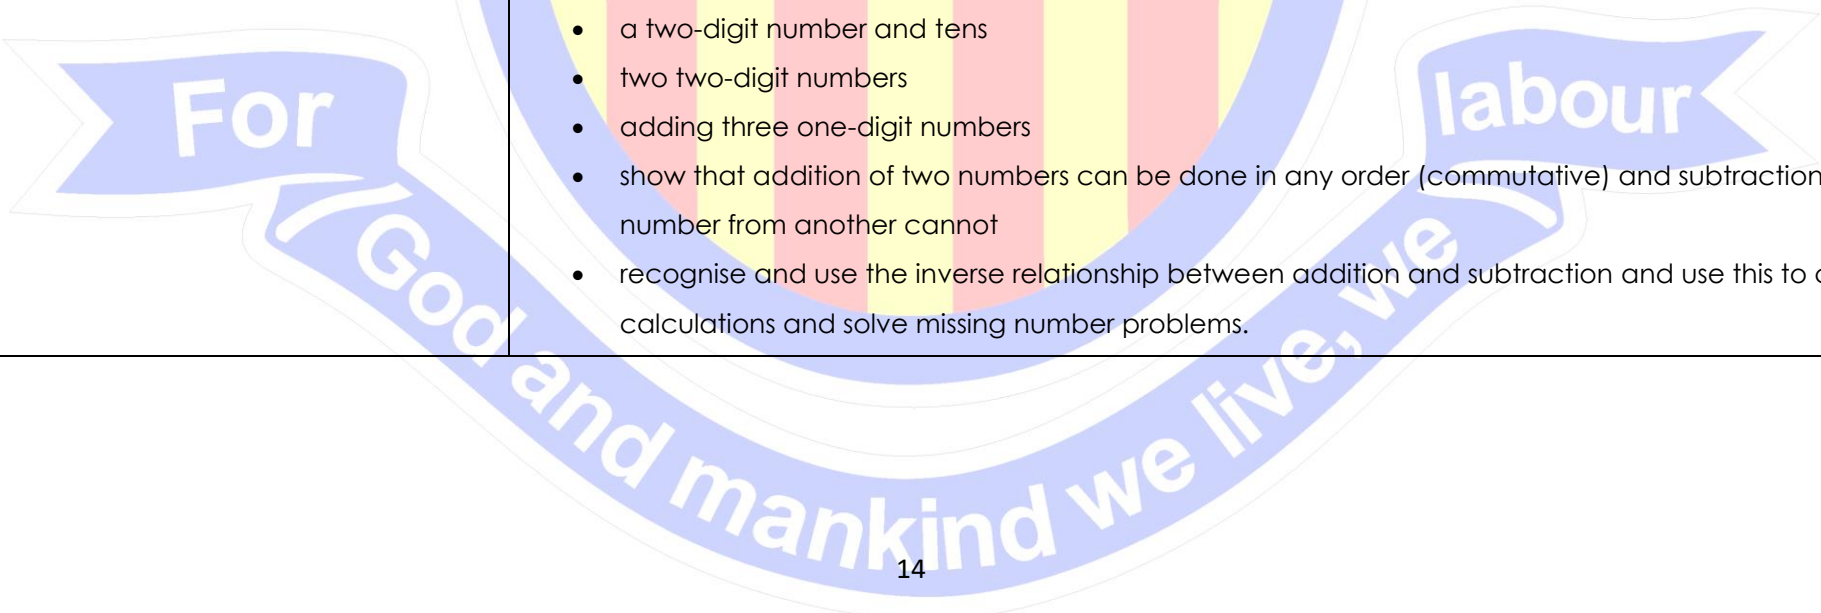 • a two-digit number and tens
• two two-digit numbers
• adding three one-digit numbers
• show that addition of two numbers can be done in any order (commutative) and subtraction
number from another cannot
• recognise and use the inverse relationship between addition and subtraction and use this to
calculations and solve missing number problems.
For God and mankind we live, we labour
14